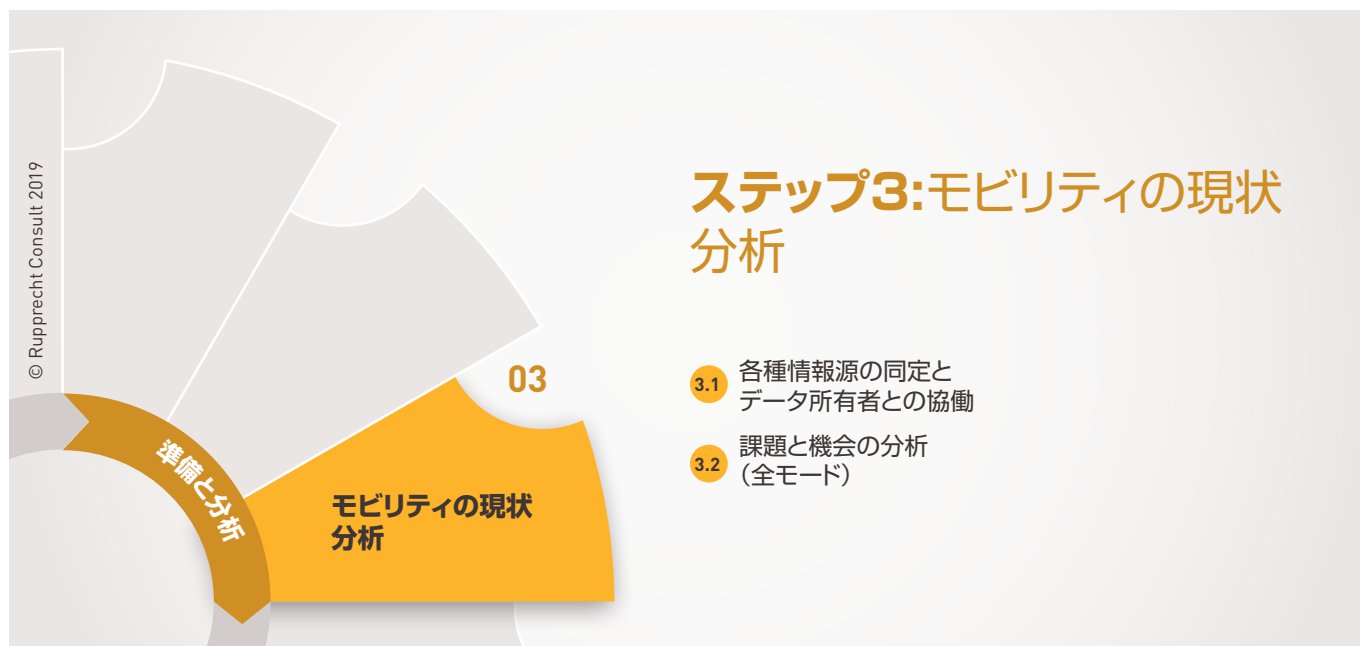 © Rupprecht Consult 2019
ステップ3:モビリティの現状
分析
03
3.1 各種情報源の同定と
データ所有者との協働
3.2 課題と機会の分析
（全モード）
準備と分析
モビリティの現状
分析